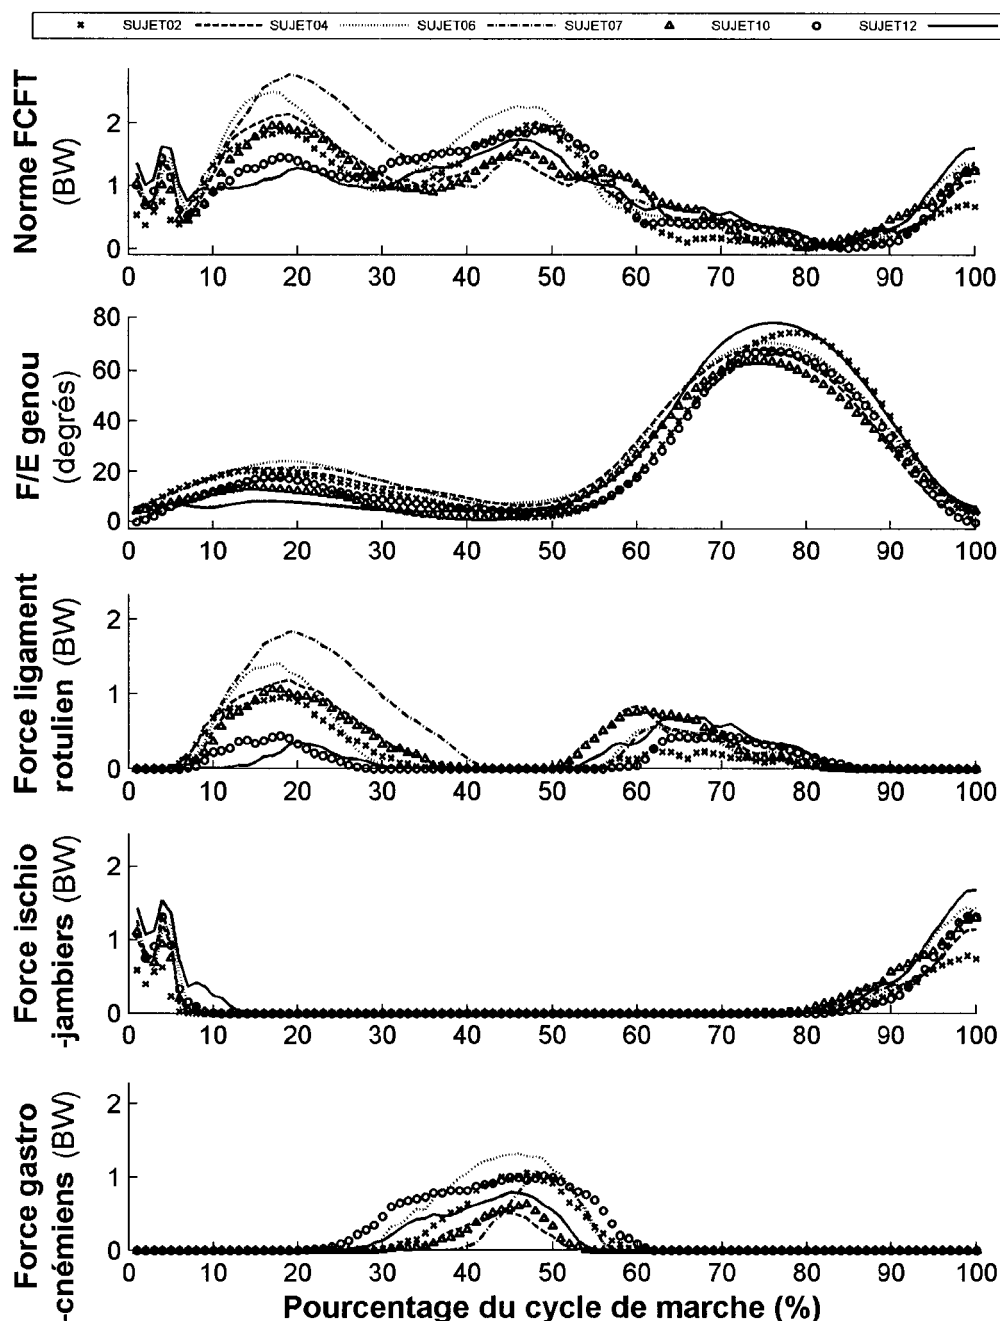 SUJET02 SUJET04 SUJET06 SUJET07 SUJET10 SUJET12
Norme FCFT
(BW)
2
1
0
0 10 20 30 40 50 60 70 80 90 100
F/E genou
(degrés)
80
60
40
20
0
0 10 20 30 40 50 60 70 80 90 100
Force ligament
rotulien (BW)
2
1
0
0 10 20 30 40 50 60 70 80 90 100
Force ischio
-jambiers (BW)
2
1
0
0 10 20 30 40 50 60 70 80 90 100
Force gastro
-cnémiens (BW)
2
1
0
0 10 20 30 40 50 60 70 80 90 100
Pourcentage du cycle de marche (%)